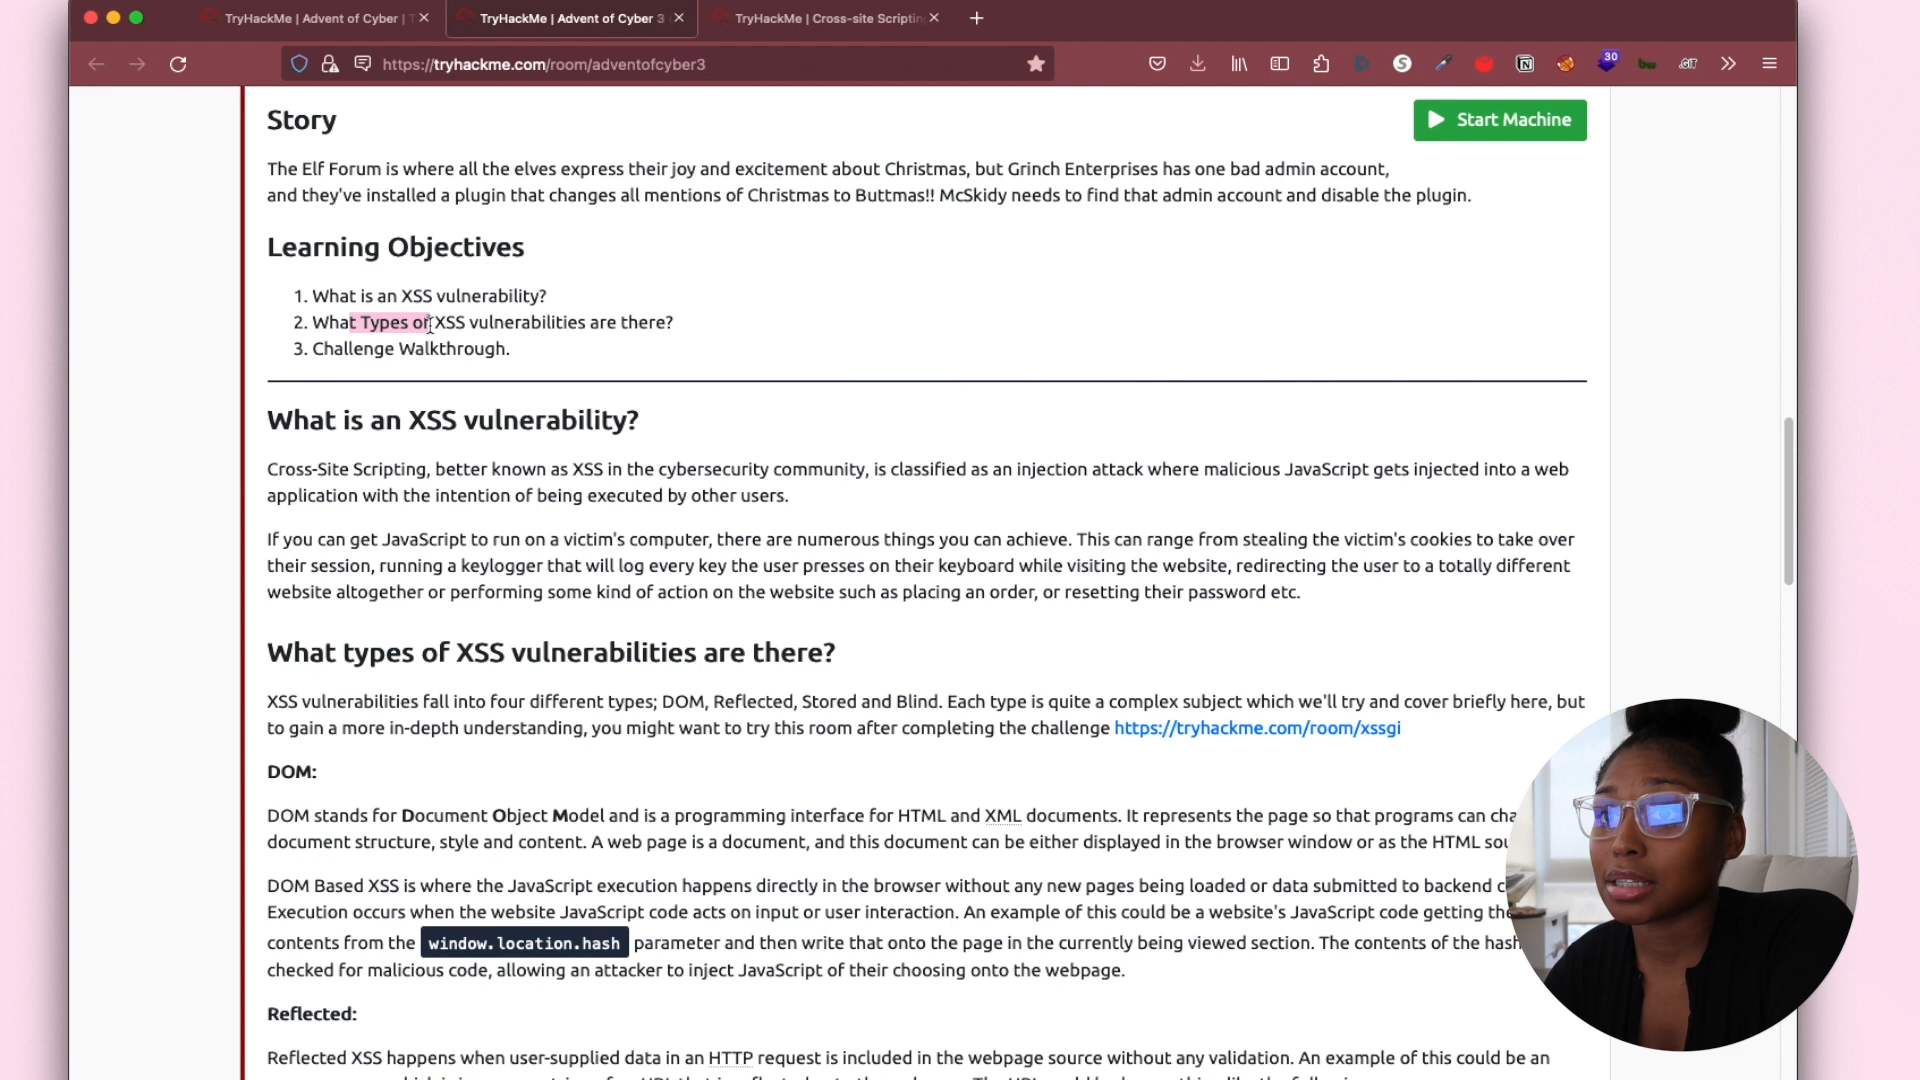 TryHackMe | Advent of Cyber | T
TryHackMe | Advent of Cyber 3
TryHackMe | Cross-site Scriptin
https://tryhackme.com/room/adventofcyber3
30
Story
Start Machine
The Elf Forum is where all the elves express their joy and excitement about Christmas, but Grinch Enterprises has one bad admin account,
and they've installed a plugin that changes all mentions of Christmas to Buttmas!! McSkidy needs to find that admin account and disable the plugin.
Learning Objectives
1. What is an XSS vulnerability?
2. What Types of XSS vulnerabilities are there?
3. Challenge Walkthrough.
What is an XSS vulnerability?
Cross-Site Scripting, better known as XSS in the cybersecurity community, is classified as an injection attack where malicious JavaScript gets injected into a web
application with the intention of being executed by other users.
If you can get JavaScript to run on a victim's computer, there are numerous things you can achieve. This can range from stealing the victim's cookies to take over
their session, running a keylogger that will log every key the user presses on their keyboard while visiting the website, redirecting the user to a totally different
website altogether or performing some kind of action on the website such as placing an order, or resetting their password etc.
What types of XSS vulnerabilities are there?
XSS vulnerabilities fall into four different types; DOM, Reflected, Stored and Blind. Each type is quite a complex subject which we'll try and cover briefly here, but
to gain a more in-depth understanding, you might want to try this room after completing the challenge https://tryhackme.com/room/xssgi
DOM:
DOM stands for Document Object Model and is a programming interface for HTML and XML documents. It represents the page so that programs can cha
document structure, style and content. A web page is a document, and this document can be either displayed in the browser window or as the HTML sou
DOM Based XSS is where the JavaScript execution happens directly in the browser without any new pages being loaded or data submitted to backend c
Execution occurs when the website JavaScript code acts on input or user interaction. An example of this could be a website's JavaScript code getting the
contents from the window.location.hash parameter and then write that onto the page in the currently being viewed section. The contents of the hash
checked for malicious code, allowing an attacker to inject JavaScript of their choosing onto the webpage.
Reflected:
Reflected XSS happens when user-supplied data in an HTTP request is included in the webpage source without any validation. An example of this could be an